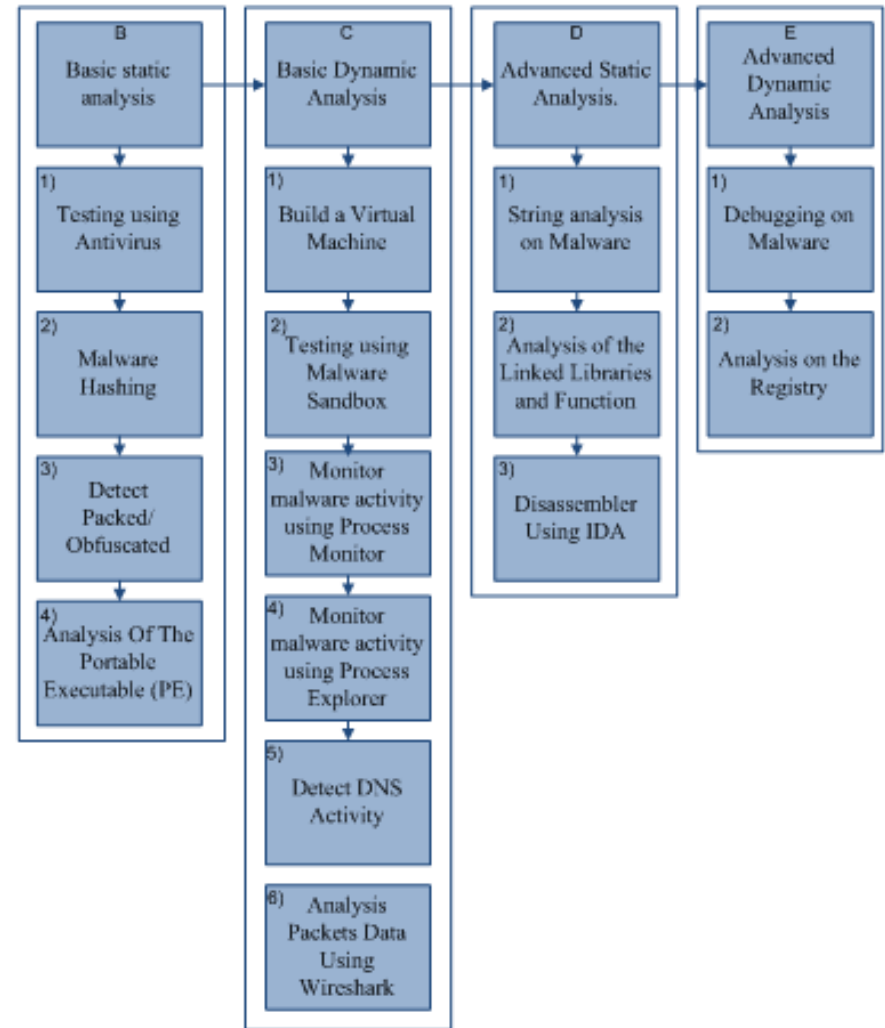 B
Basic static
analysis
1)
Testing using
Antivirus
2)
Malware
Hashing
3)
Detect
Packed/
Obfuscated
4)
Analysis Of The
Portable
Executable (PE)
C
Basic Dynamic
Analysis
1)
Build a Virtual
Machine
2)
Testing using
Malware
Sandbox
3)
Monitor
malware activity
using Process
Monitor
4)
Monitor
malware activity
using Process
Explorer
5)
Detect DNS
Activity
6)
Analysis
Packets Data
Using
Wireshark
D
Advanced Static
Analysis.
1)
String analysis
on Malware
2)
Analysis of the
Linked Libraries
and Function
3)
Disassembler
Using IDA
E
Advanced
Dynamic
Analysis
1)
Debugging on
Malware
2)
Analysis on the
Registry